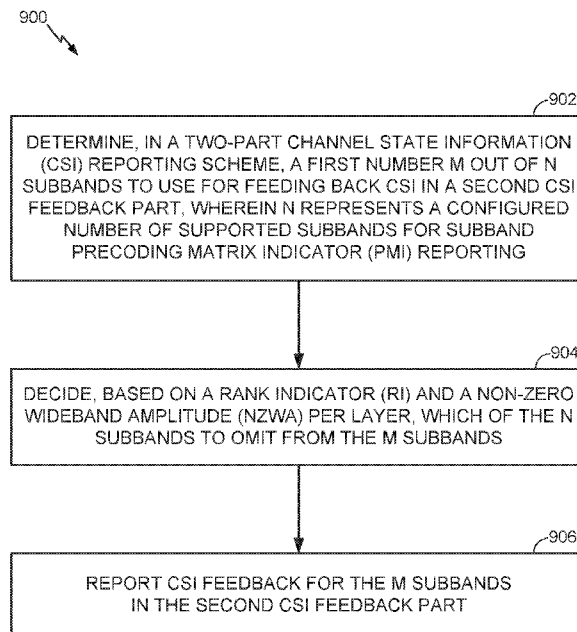 900
902
DETERMINE, IN A TWO-PART CHANNEL STATE INFORMATION
(CSI) REPORTING SCHEME, A FIRST NUMBER M OUT OF N
SUBBANDS TO USE FOR FEEDING BACK CSI IN A SECOND CSI
FEEDBACK PART, WHEREIN N REPRESENTS A CONFIGURED
NUMBER OF SUPPORTED SUBBANDS FOR SUBBAND
PRECODING MATRIX INDICATOR (PMI) REPORTING
904
DECIDE, BASED ON A RANK INDICATOR (RI) AND A NON-ZERO
WIDEBAND AMPLITUDE (NZWA) PER LAYER, WHICH OF THE N
SUBBANDS TO OMIT FROM THE M SUBBANDS
906
REPORT CSI FEEDBACK FOR THE M SUBBANDS
IN THE SECOND CSI FEEDBACK PART